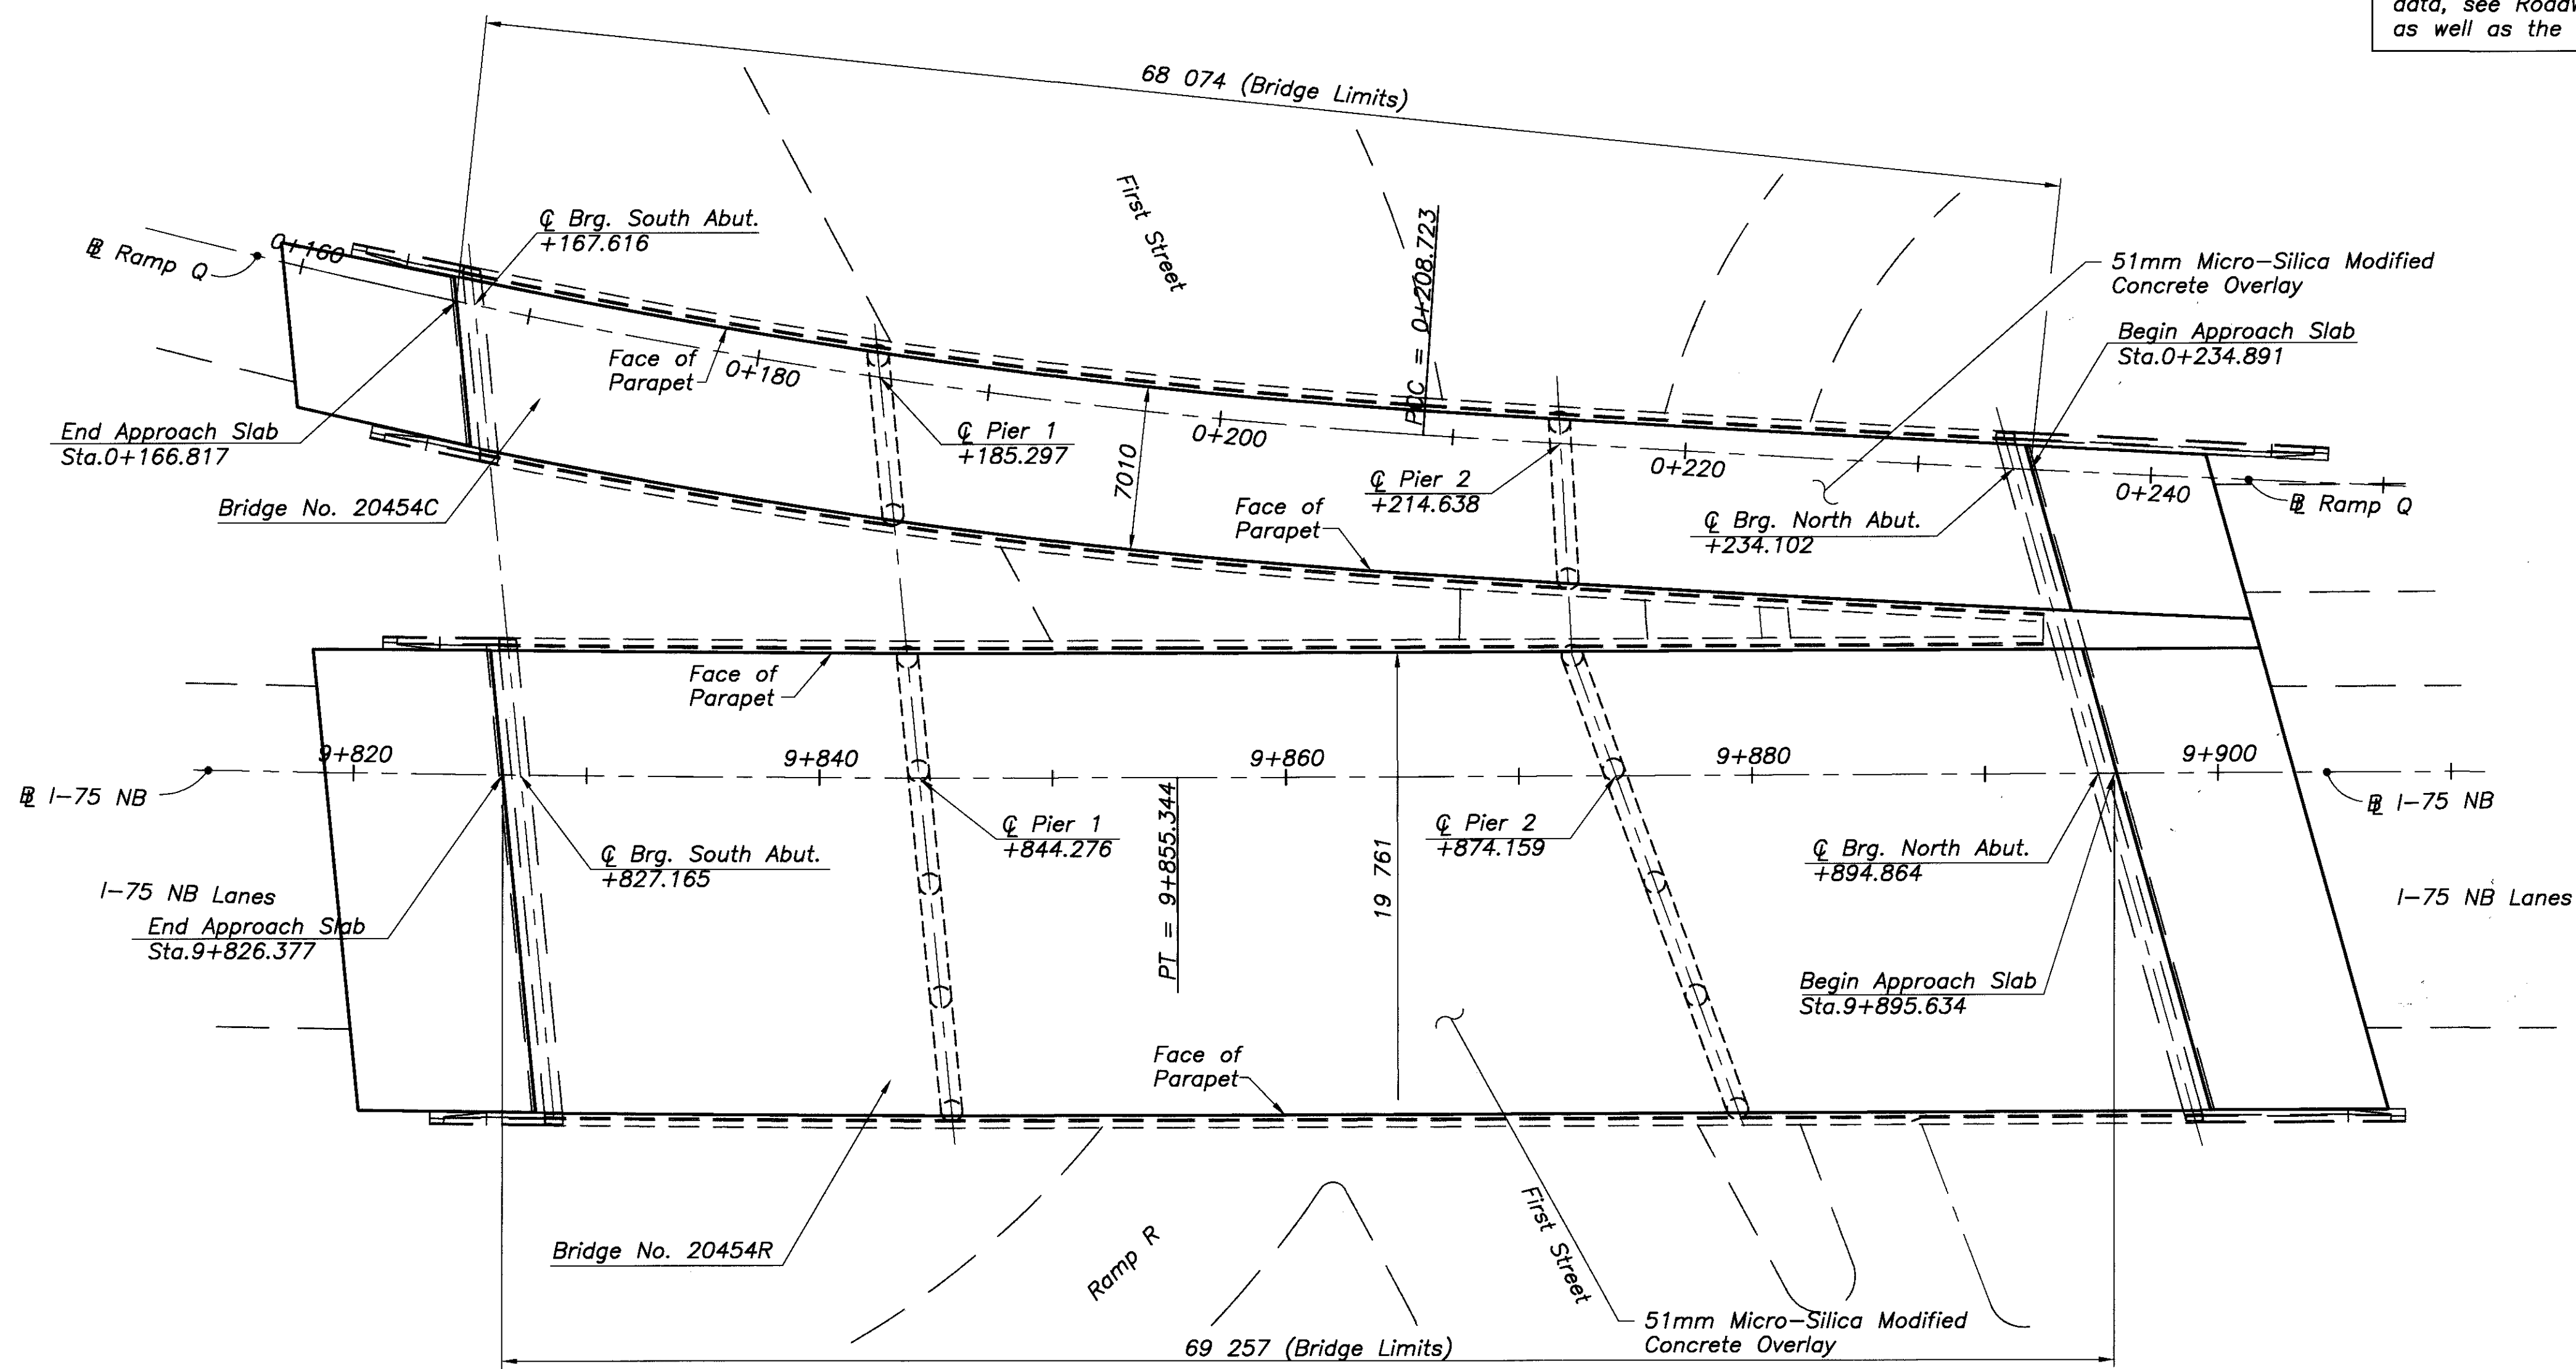 data, see Roadw
as well as the
68 074 (Bridge Limits)
First Street
PCC = 0+208.723
℄ Brg. South Abut.
+167.616
0+160
BL Ramp Q
51mm Micro-Silica Modified
Concrete Overlay
Begin Approach Slab
Sta.0+234.891
Face of
Parapet
0+180
End Approach Slab
Sta.0+166.817
℄ Pier 1
+185.297
7010
0+200
0+220
℄ Pier 2
+214.638
0+240
BL Ramp Q
Bridge No. 20454C
Face of
Parapet
℄ Brg. North Abut.
+234.102
Face of
Parapet
9+820
9+840
9+860
9+880
9+900
BL I-75 NB
BL I-75 NB
℄ Pier 1
+844.276
PT = 9+855.344
19 761
℄ Pier 2
+874.159
℄ Brg. North Abut.
+894.864
℄ Brg. South Abut.
+827.165
I-75 NB Lanes
I-75 NB Lanes
End Approach Slab
Sta.9+826.377
Begin Approach Slab
Sta.9+895.634
Face of
Parapet
Bridge No. 20454R
Ramp R
First Street
51mm Micro-Silica Modified
Concrete Overlay
69 257 (Bridge Limits)